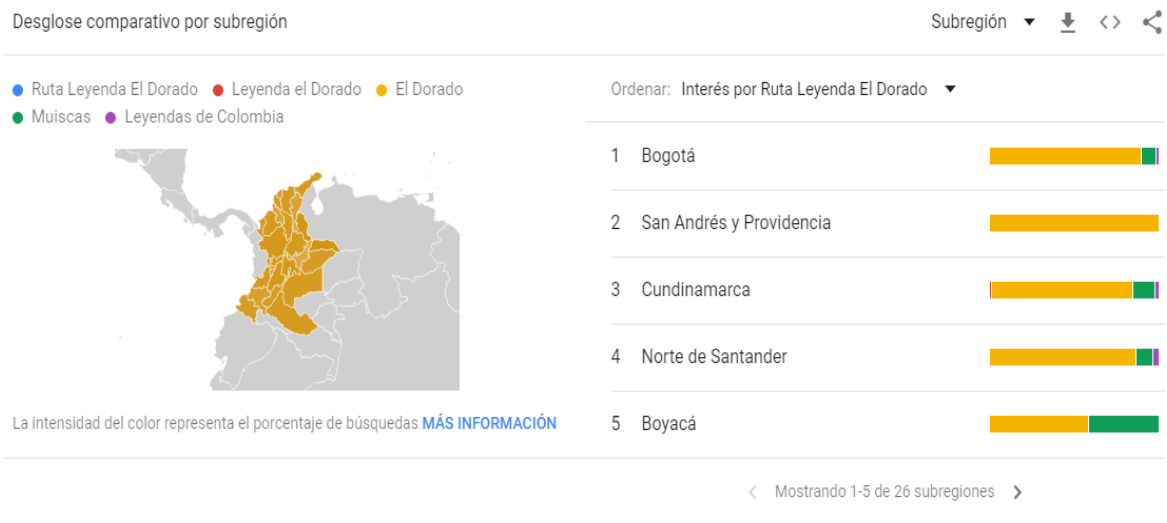 Desglose comparativo por subregión
Subregión
Ruta Leyenda El Dorado Leyenda el Dorado El Dorado
Muiscas Leyendas de Colombia
Ordenar: Interés por Ruta Leyenda El Dorado
1 Bogotá
2 San Andrés y Providencia
3 Cundinamarca
4 Norte de Santander
5 Boyacá
La intensidad del color representa el porcentaje de búsquedas MÁS INFORMACIÓN
Mostrando 1-5 de 26 subregiones